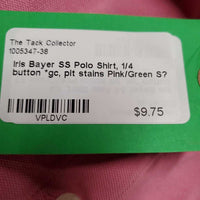 The Tack Collector
1005347-38
Iris Bayer SS Polo Shirt, 1/4
button *gc, pit stains Pink/Green S?
$9.75
VPLDVC